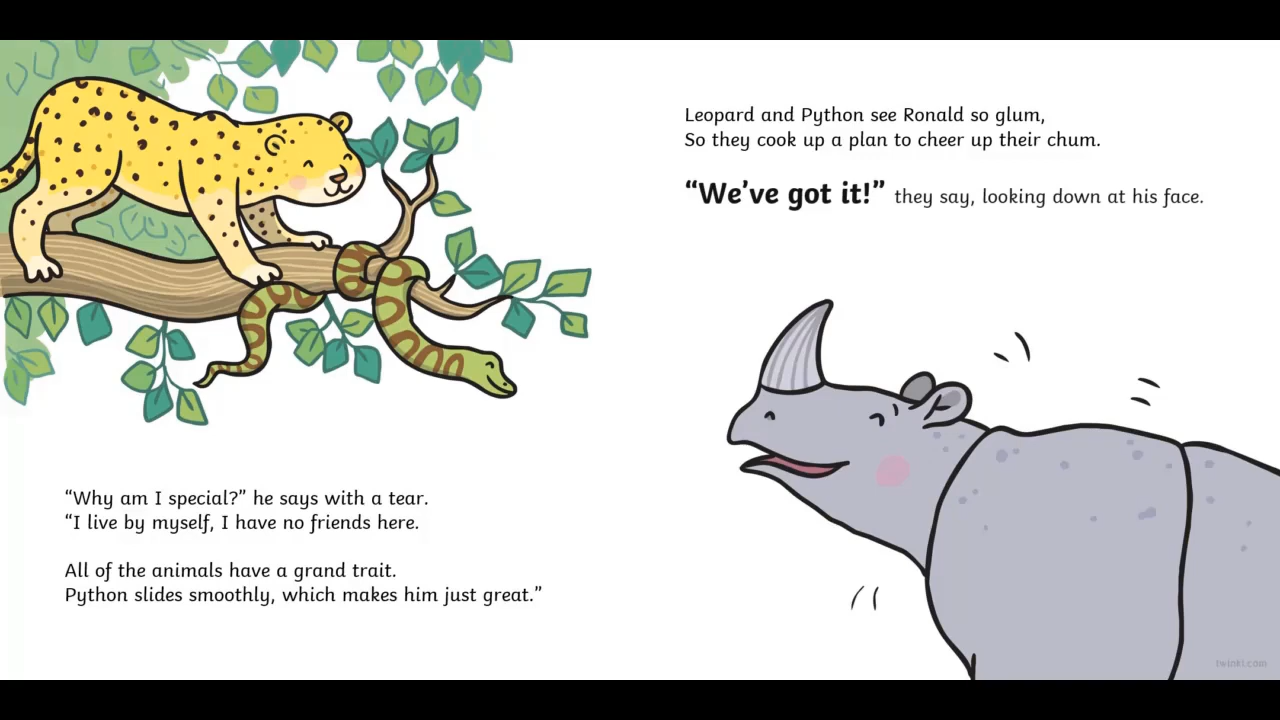 “Why am I special?” he says with a tear.
“I live by myself, I have no friends here.
All of the animals have a grand trait.
Python slides smoothly, which makes him just great.”
Leopard and Python see Ronald so glum,
So they cook up a plan to cheer up their chum.
“We’ve got it!” they say, looking down at his face.
twinkl.com